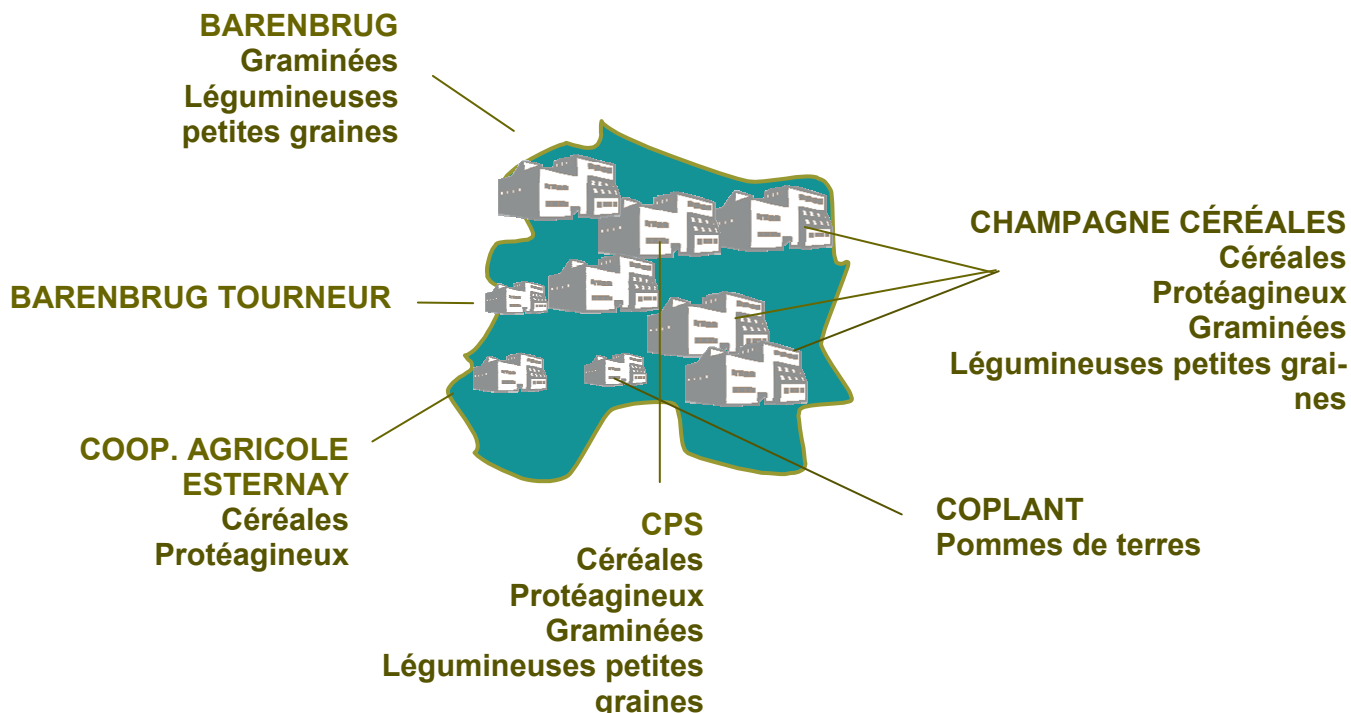 BARENBRUG
Graminées
Légumineuses
petites graines
BARENBRUG TOURNEUR
COOP. AGRICOLE
ESTERNAY
Céréales
Protéagineux
CPS
Céréales
Protéagineux
Graminées
Légumineuses petites
graines
COPLANT
Pommes de terres
CHAMPAGNE CÉRÉALES
Céréales
Protéagineux
Graminées
Légumineuses petites grai-
nes